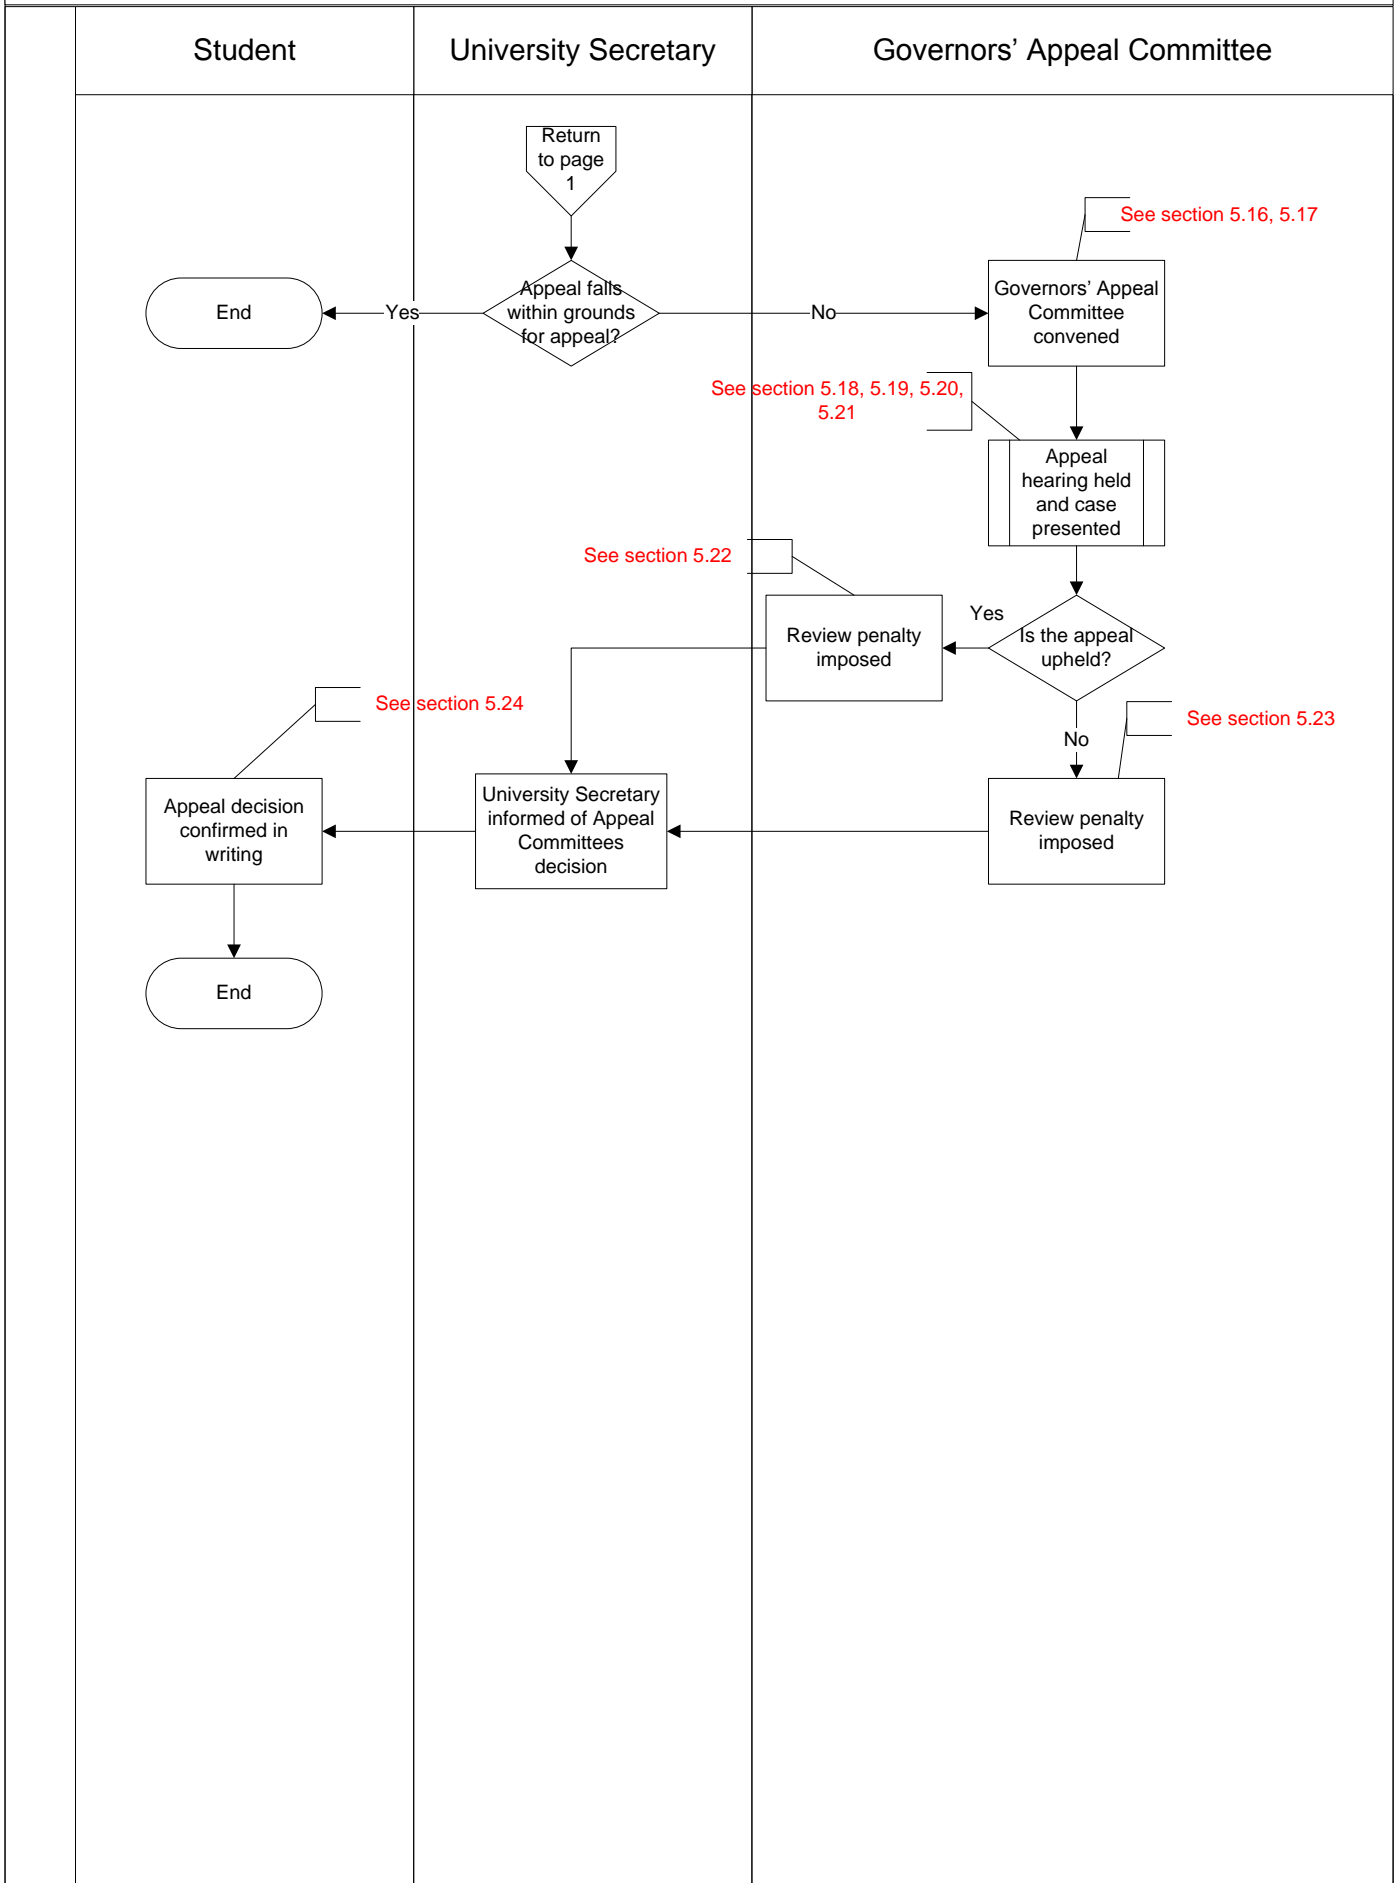 Student
University Secretary
Governors’ Appeal Committee
Return
to page
1
See section 5.16, 5.17
End
Yes
Appeal falls
within grounds
for appeal?
No
Governors’ Appeal
Committee
convened
See section 5.18, 5.19, 5.20,
5.21
Appeal
hearing held
and case
presented
See section 5.22
Review penalty
imposed
Yes
Is the appeal
upheld?
See section 5.24
No
See section 5.23
Appeal decision
confirmed in
writing
University Secretary
informed of Appeal
Committees
decision
Review penalty
imposed
End